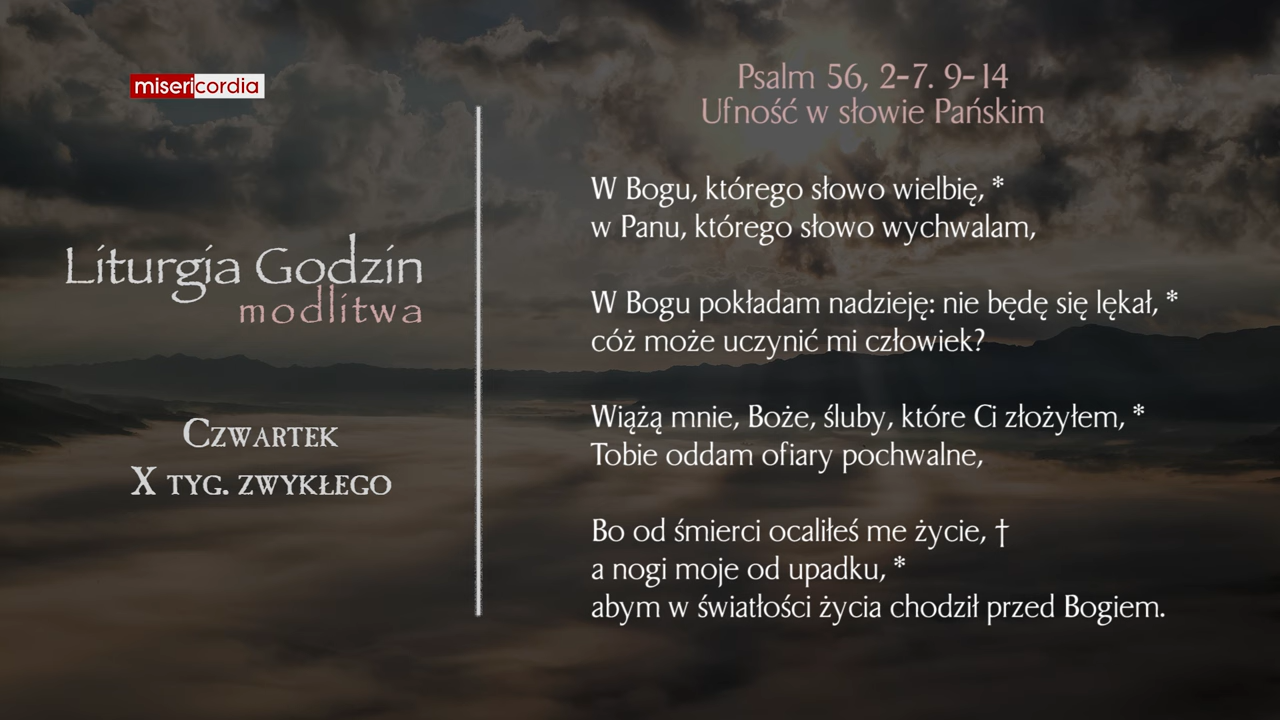 misericordia
Liturgia Godzin
modlitwa
Czwartek
X tyg. zwykłego
Psalm 56, 2-7. 9-14
Ufność w słowie Pańskim
W Bogu, którego słowo wielbię, *
w Panu, którego słowo wychwalam,
W Bogu pokładam nadzieję: nie będę się lękał, *
cóż może uczynić mi człowiek?
Wiążą mnie, Boże, śluby, które Ci złożyłem, *
Tobie oddam ofiary pochwalne,
Bo od śmierci ocaliłeś me życie, †
a nogi moje od upadku, *
abym w światłości życia chodził przed Bogiem.